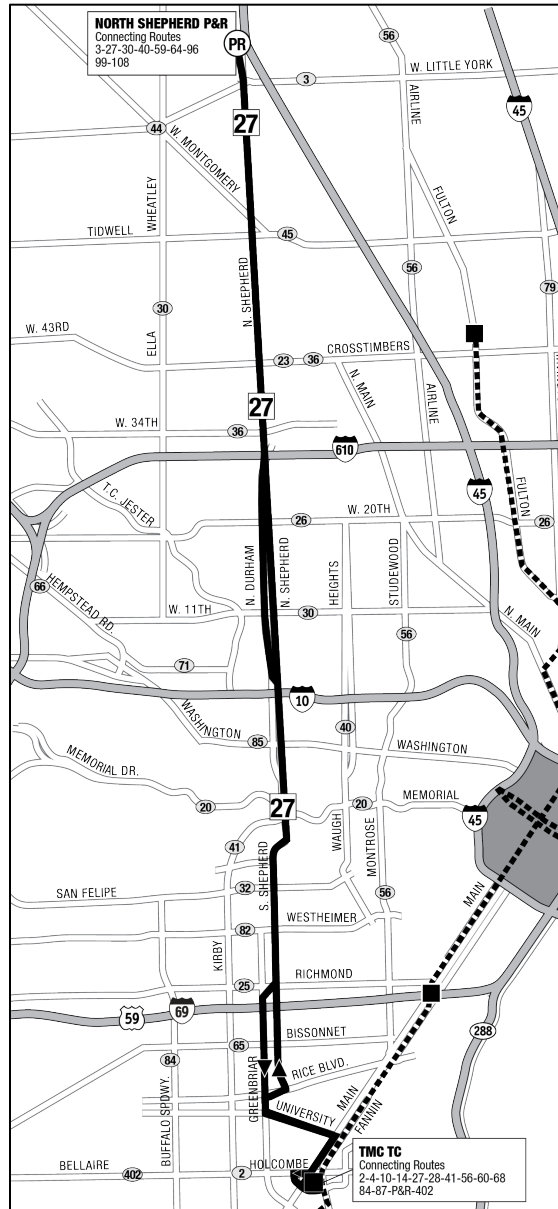 NORTH SHEPHERD P&R
Connecting Routes
3-27-30-40-59-64-96
99-108
PR
56
W. LITTLE YORK
3
AIRLINE
45
27
44
W. MONTGOMERY
WHEATLEY
FULTON
TIDWELL
45
56
N. SHEPHERD
79
30
W. 43RD
ELLA
CROSSTIMBERS
23
36
N. MAIN
AIRLINE
27
W. 34TH
36
610
45
T.C. JESTER
FULTON
W. 20TH
26
26
N. DURHAM
N. SHEPHERD
HEIGHTS
STUDEWOOD
66
HEMPSTEAD RD.
W. 11TH
30
N. MAIN
56
71
10
WASHINGTON
40
85
WASHINGTON
MEMORIAL DR.
MEMORIAL
20
27
20
45
WAUGH
MONTROSE
41
S. SHEPHERD
MAIN
32
SAN FELIPE
56
WESTHEIMER
82
KIRBY
RICHMOND
25
59
69
288
BISSONNET
65
84
RICE BLVD.
GREENBRIAR
BUFFALO SPDWY.
UNIVERSITY
MAIN
FANNIN
BELLAIRE
402
2
HOLCOMBE
TMC TC
Connecting Routes
2-4-10-14-27-28-41-56-60-68
84-87-P&R-402